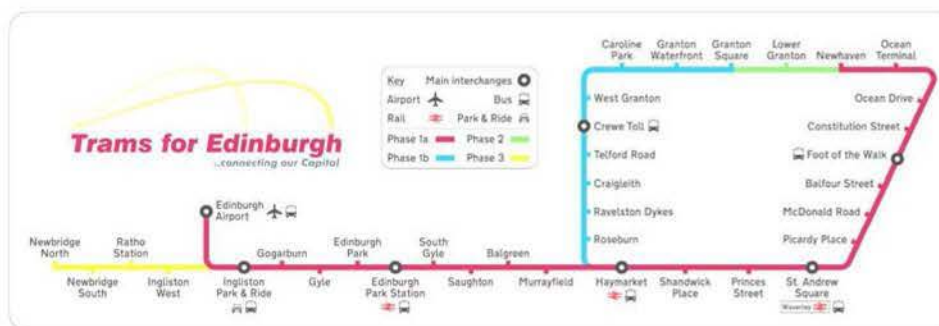 Trams for Edinburgh
...connecting our Capital
Key
Main interchanges
Airport
Bus
Rail
Park & Ride
Phase 1a
Phase 2
Phase 1b
Phase 3
Caroline
Park
Granton
Waterfront
Granton
Square
Lower
Granton
Newhaven
Ocean
Terminal
West Granton
Crewe Toll
Telford Road
Craigleith
Ravelston Dykes
Roseburn
Ocean Drive
Constitution Street
Foot of the Walk
Balfour Street
McDonald Road
Picardy Place
Edinburgh
Airport
Newbridge
North
Ratho
Station
Newbridge
South
Ingliston
West
Ingliston
Park & Ride
Gogarburn
Gyle
Edinburgh
Park
Edinburgh
Park Station
South
Gyle
Saughton
Balgreen
Murrayfield
Haymarket
Shandwick
Place
Princes
Street
St. Andrew
Square
Waverley